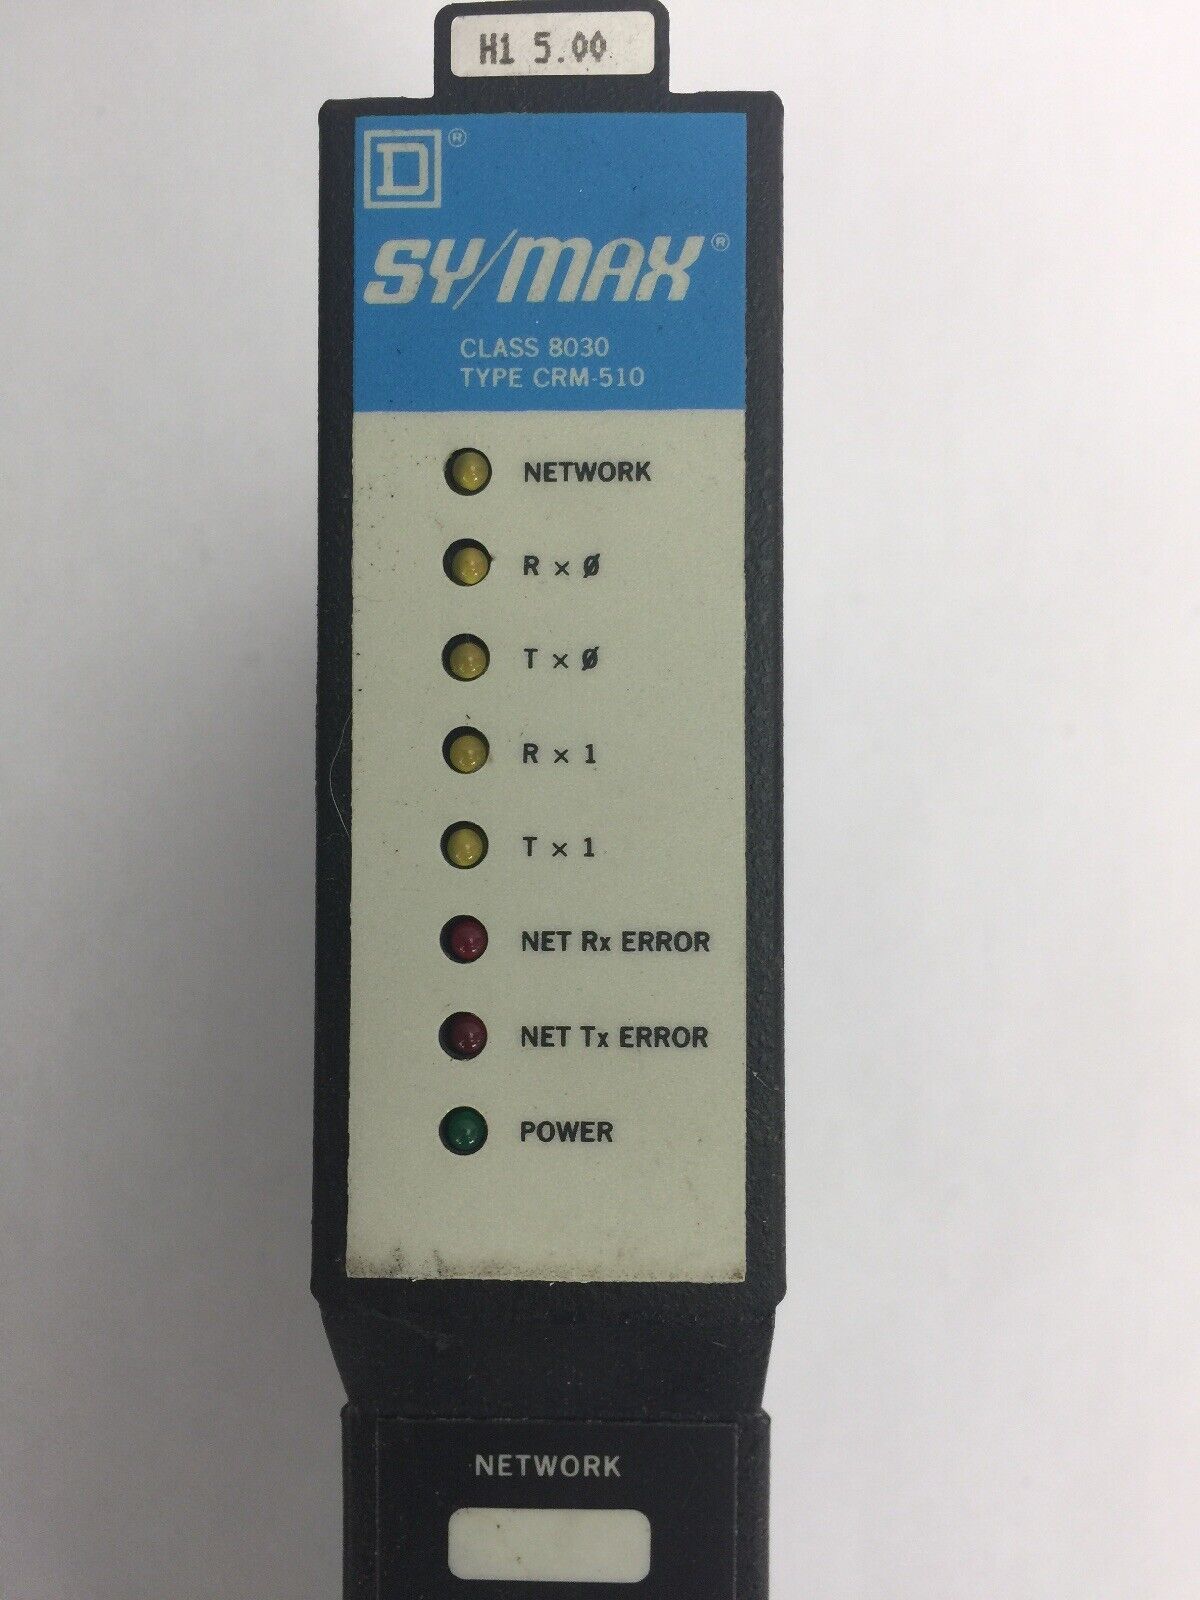 H1 5.00
D ®
SY/MAX ®
CLASS 8030
TYPE CRM-510
NETWORK
R x Ø
T x Ø
R x 1
T x 1
NET Rx ERROR
NET Tx ERROR
POWER
NETWORK